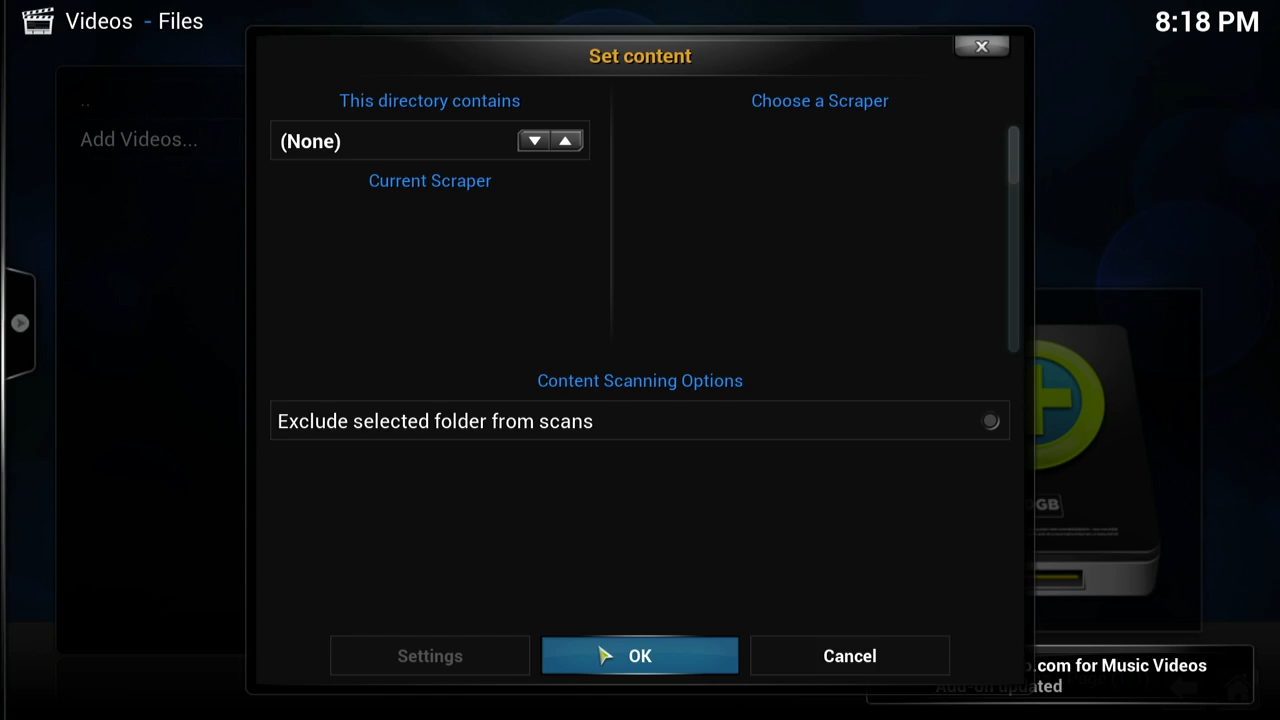 Videos - Files
8:18 PM
Set content
This directory contains
Choose a Scraper
..
Add Videos...
(None)
Current Scraper
Content Scanning Options
Exclude selected folder from scans
GB
Settings
OK
Cancel
.com for Music Videos
Add-on updated